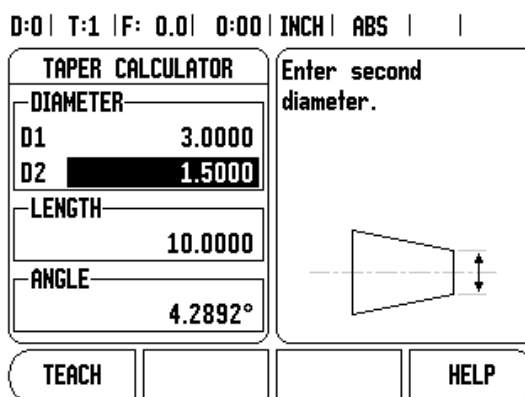 D:0 | T:1 | F: 0.0 | 0:00 | INCH | ABS | |
TAPER CALCULATOR
DIAMETER
D1 3.0000
D2 1.5000
LENGTH
10.0000
ANGLE
4.2892°
Enter second
diameter.
TEACH HELP